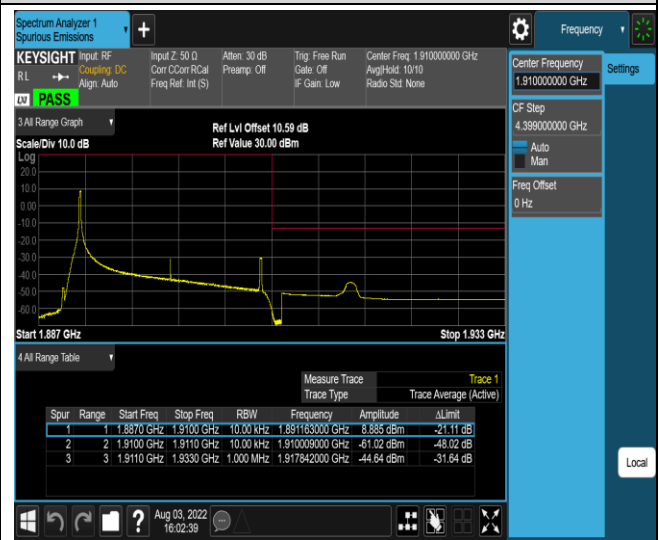 Spectrum Analyzer 1
Spurious Emissions
+
Frequency
KEYSIGHT Input: RF Input Z: 50 Ω Atten: 30 dB Trig: Free Run Center Freq: 1.910000000 GHz
RL Coupling: DC Corr CCorr RCal Preamp: Off Gate: Off Avg|Hold: 10/10
Align: Auto Freq Ref: Int (S) IF Gain: Low Radio Std: None
LXI PASS
Center Frequency
1.910000000 GHz
Settings
CF Step
4.399000000 GHz
Auto
Man
Freq Offset
0 Hz
3 All Range Graph
Ref Lvl Offset 10.59 dB
Scale/Div 10.0 dB Ref Value 30.00 dBm
Log
20.0
10.0
0.00
-10.0
-20.0
-30.0
-40.0
-50.0
-60.0
Start 1.887 GHz Stop 1.933 GHz
4 All Range Table
Measure Trace Trace 1
Trace Type Trace Average (Active)
Spur Range Start Freq Stop Freq RBW Frequency Amplitude ΔLimit
1 1 1.8870 GHz 1.9100 GHz 10.00 kHz 1.891163000 GHz 8.885 dBm -21.11 dB
2 2 1.9100 GHz 1.9110 GHz 10.00 kHz 1.910009000 GHz -61.02 dBm -48.02 dB
3 3 1.9110 GHz 1.9330 GHz 1.000 MHz 1.917842000 GHz -44.64 dBm -31.64 dB
Local
? Aug 03, 2022
16:02:39